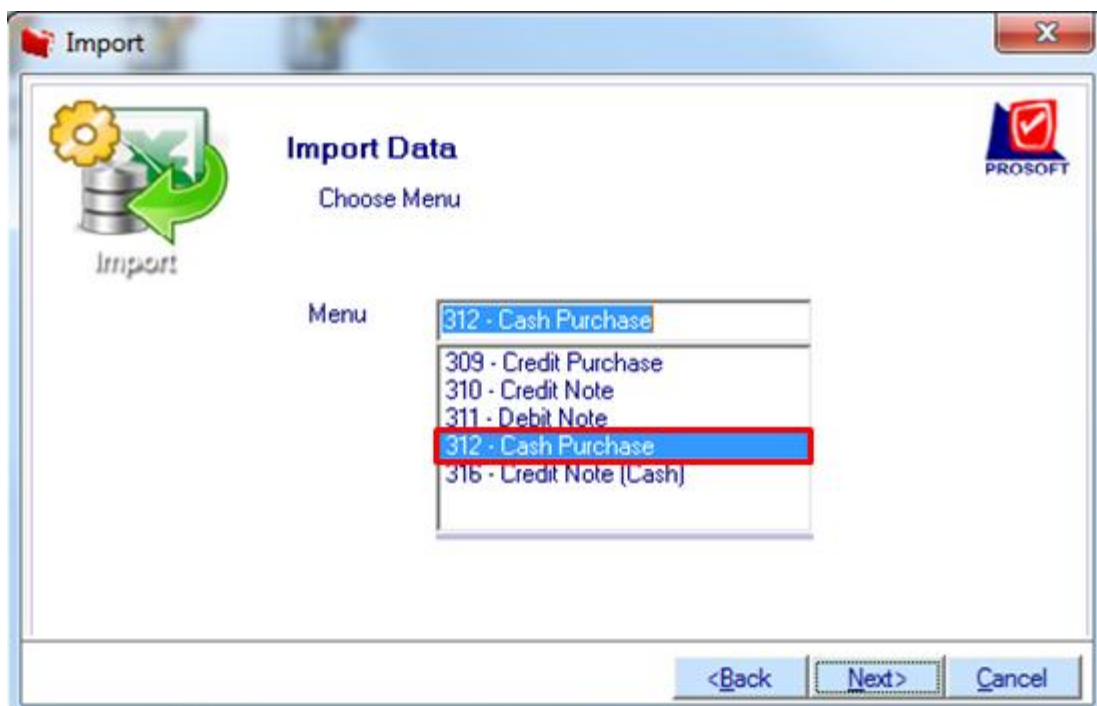 Import
Import Data
PROSOFT
Choose Menu
Import
Menu
312 - Cash Purchase
309 - Credit Purchase
310 - Credit Note
311 - Debit Note
312 - Cash Purchase
316 - Credit Note (Cash)
<Back
Next>
Cancel